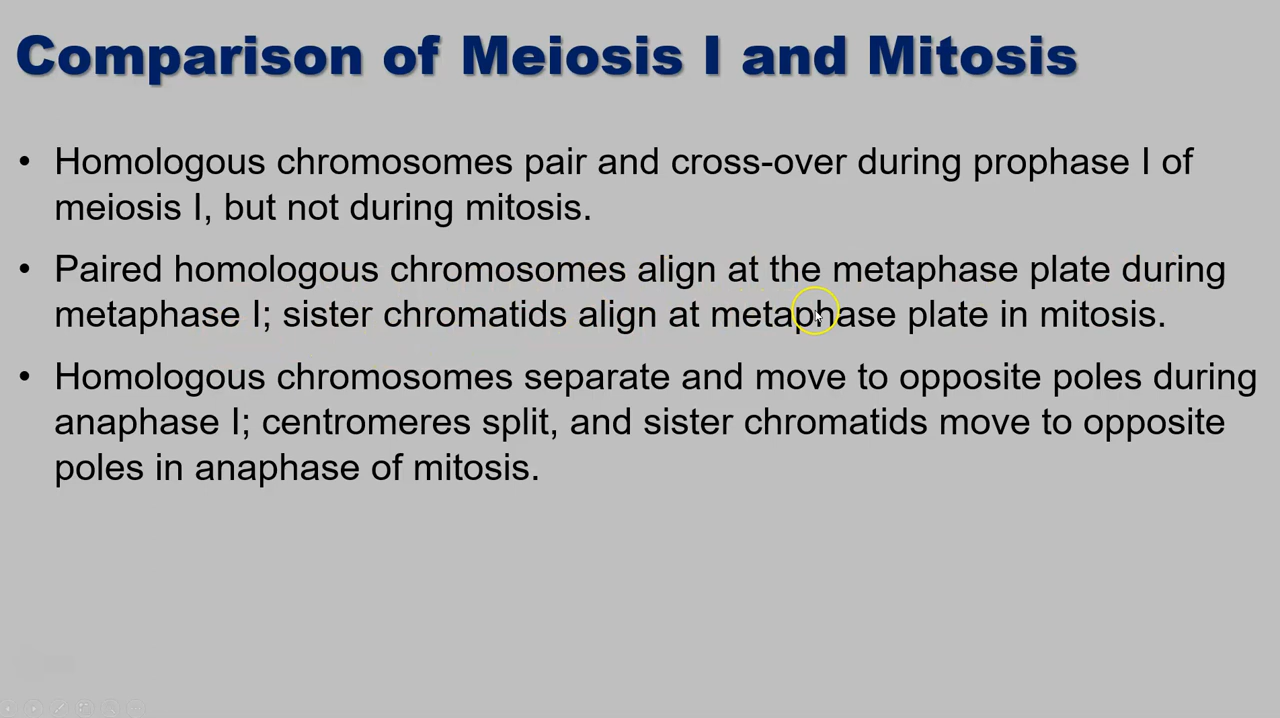 Comparison of Meiosis I and Mitosis
• Homologous chromosomes pair and cross-over during prophase I of
meiosis I, but not during mitosis.
• Paired homologous chromosomes align at the metaphase plate during
metaphase I; sister chromatids align at metaphase plate in mitosis.
• Homologous chromosomes separate and move to opposite poles during
anaphase I; centromeres split, and sister chromatids move to opposite
poles in anaphase of mitosis.